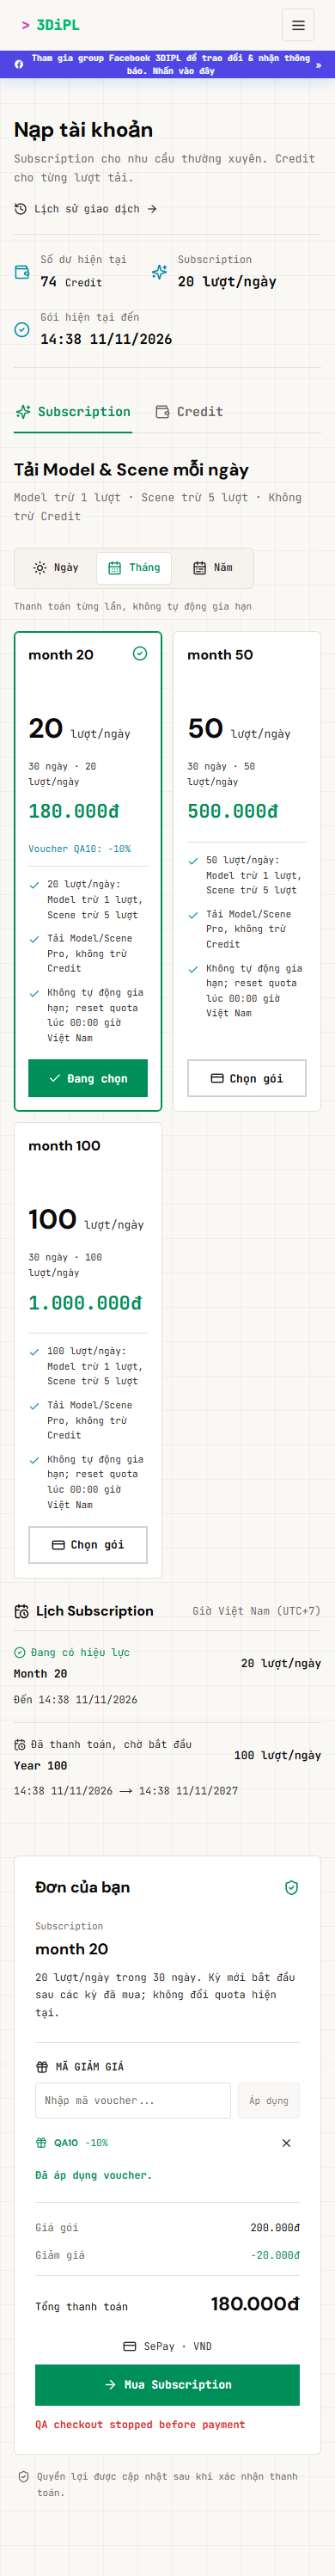 > 3DiPL
Tham gia group Facebook 3DIPL để trao đổi & nhận thông
báo. Nhấn vào đây
»
Nạp tài khoản
Subscription cho nhu cầu thường xuyên. Credit
cho từng lượt tải.
Lịch sử giao dịch →
Số dư hiện tại
74 Credit
Subscription
20 lượt/ngày
Gói hiện tại đến
14:38 11/11/2026
Subscription
Credit
Tải Model & Scene mỗi ngày
Model trừ 1 lượt · Scene trừ 5 lượt · Không
trừ Credit
Ngày
Tháng
Năm
Thanh toán từng lần, không tự động gia hạn
month 20
20 lượt/ngày
30 ngày · 20
lượt/ngày
180.000đ
Voucher QA10: -10%
20 lượt/ngày:
Model trừ 1 lượt,
Scene trừ 5 lượt
Tải Model/Scene
Pro, không trừ
Credit
Không tự động gia
hạn; reset quota
lúc 00:00 giờ
Việt Nam
Đang chọn
month 50
50 lượt/ngày
30 ngày · 50
lượt/ngày
500.000đ
50 lượt/ngày:
Model trừ 1 lượt,
Scene trừ 5 lượt
Tải Model/Scene
Pro, không trừ
Credit
Không tự động gia
hạn; reset quota
lúc 00:00 giờ
Việt Nam
Chọn gói
month 100
100 lượt/ngày
30 ngày · 100
lượt/ngày
1.000.000đ
100 lượt/ngày:
Model trừ 1 lượt,
Scene trừ 5 lượt
Tải Model/Scene
Pro, không trừ
Credit
Không tự động gia
hạn; reset quota
lúc 00:00 giờ
Việt Nam
Chọn gói
Lịch Subscription
Giờ Việt Nam (UTC+7)
Đang có hiệu lực
Month 20
20 lượt/ngày
Đến 14:38 11/11/2026
Đã thanh toán, chờ bắt đầu
Year 100
100 lượt/ngày
14:38 11/11/2026 → 14:38 11/11/2027
Đơn của bạn
Subscription
month 20
20 lượt/ngày trong 30 ngày. Kỳ mới bắt đầu
sau các kỳ đã mua; không đổi quota hiện
tại.
MÃ GIẢM GIÁ
Nhập mã voucher...
Áp dụng
QA10 -10%
Đã áp dụng voucher.
Giá gói
200.000đ
Giảm giá
-20.000đ
Tổng thanh toán
180.000đ
SePay · VND
→ Mua Subscription
QA checkout stopped before payment
Quyền lợi được cập nhật sau khi xác nhận thanh
toán.